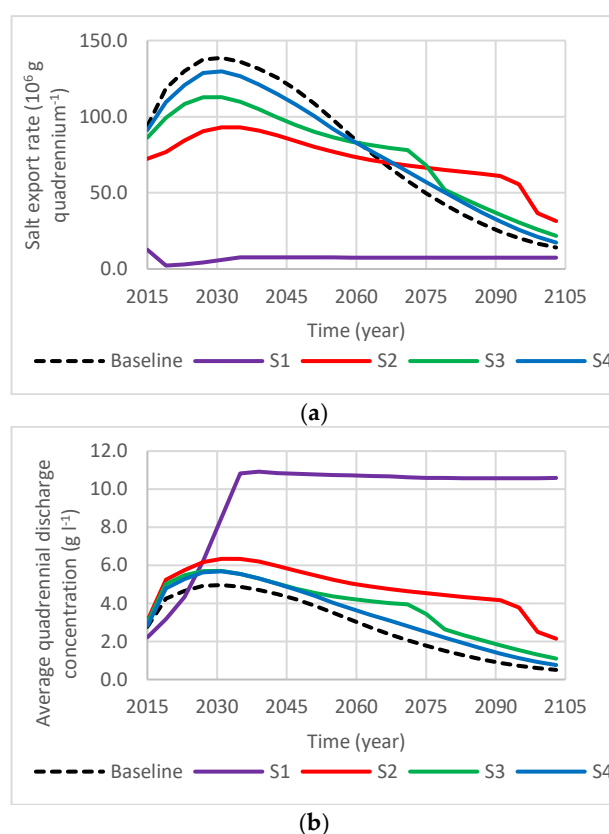 Salt export rate (10⁶ g
quadrennium⁻¹)
150.0
100.0
50.0
0.0
2015 2030 2045 2060 2075 2090 2105
Time (year)
Baseline S1 S2 S3 S4
(a)
Average quadrennial discharge
concentration (g l⁻¹)
12.0
10.0
8.0
6.0
4.0
2.0
0.0
2015 2030 2045 2060 2075 2090 2105
Time (year)
Baseline S1 S2 S3 S4
(b)